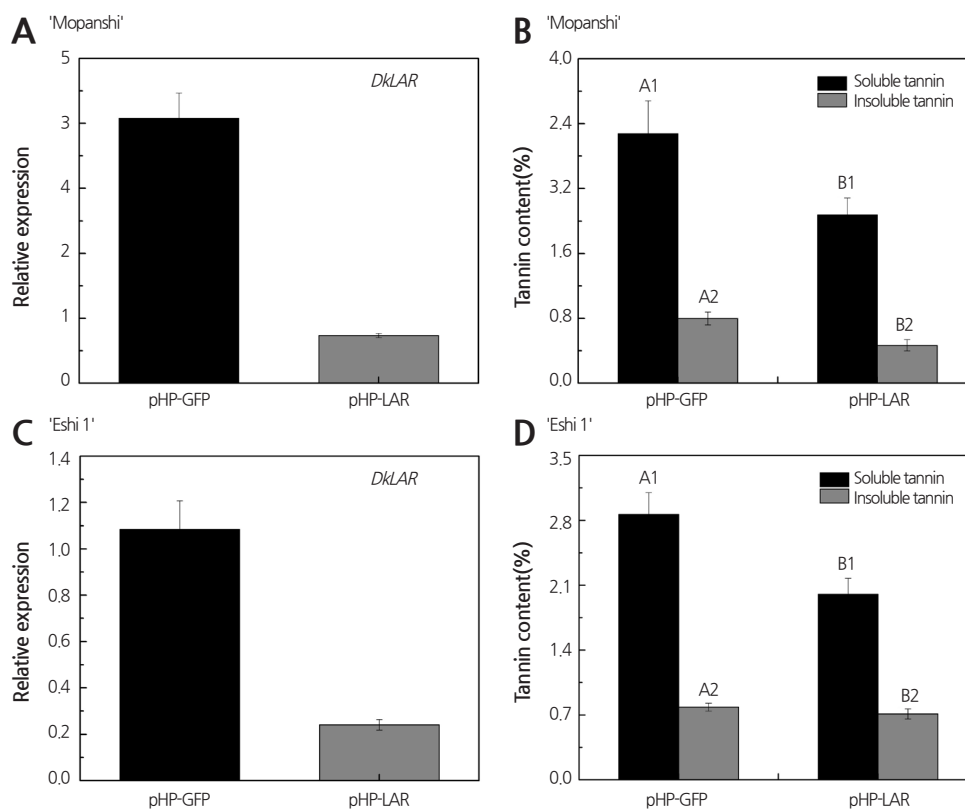 A 'Mopanshi'
5
3
4
2
1
0
Relative expression
DkLAR
pHP-GFP pHP-LAR
B 'Mopanshi'
4.0
2.4
3.2
1.6
0.8
0.0
Tannin content(%)
Soluble tannin
Insoluble tannin
A1
A2
B1
B2
pHP-GFP pHP-LAR
C 'Eshi 1'
1.4
1.2
1.0
0.8
0.6
0.4
0.2
0.0
Relative expression
DkLAR
pHP-GFP pHP-LAR
D 'Eshi 1'
3.5
2.8
2.1
1.4
0.7
0.0
Tannin content(%)
Soluble tannin
Insoluble tannin
A1
A2
B1
B2
pHP-GFP pHP-LAR